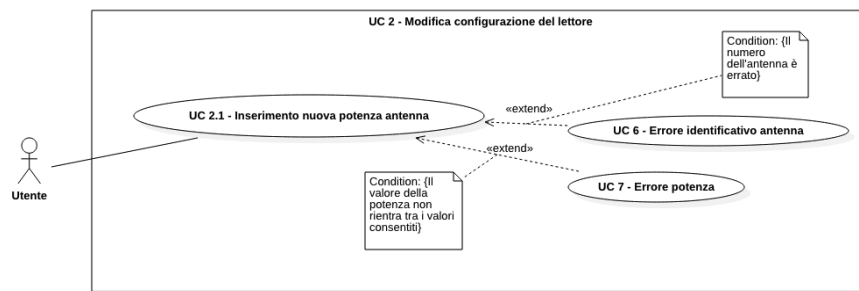 UC 2 - Modifica configurazione del lettore
Condition: {Il
numero
dell'antenna è
errato}
«extend»
UC 2.1 - Inserimento nuova potenza antenna
UC 6 - Errore identificativo antenna
«extend»
Utente
Condition: {Il
valore della
potenza non
rientra tra i valori
consentiti}
UC 7 - Errore potenza